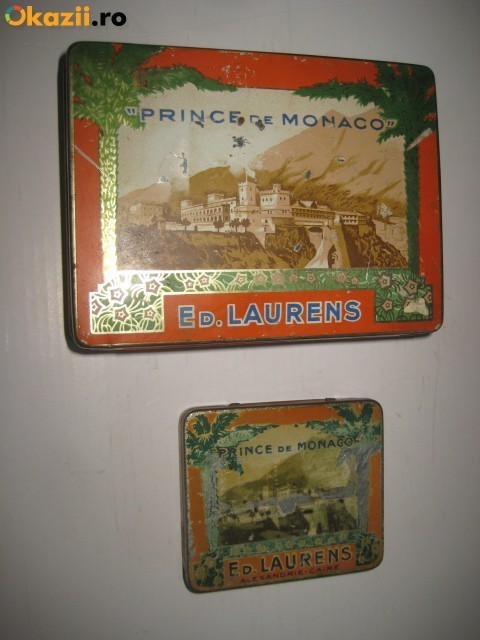 Okazii.ro
"PRINCE DE MONACO"
ED. LAURENS
PRINCE DE MONACO"
ED. LAURENS
ALEXANDRIE-CAIRE